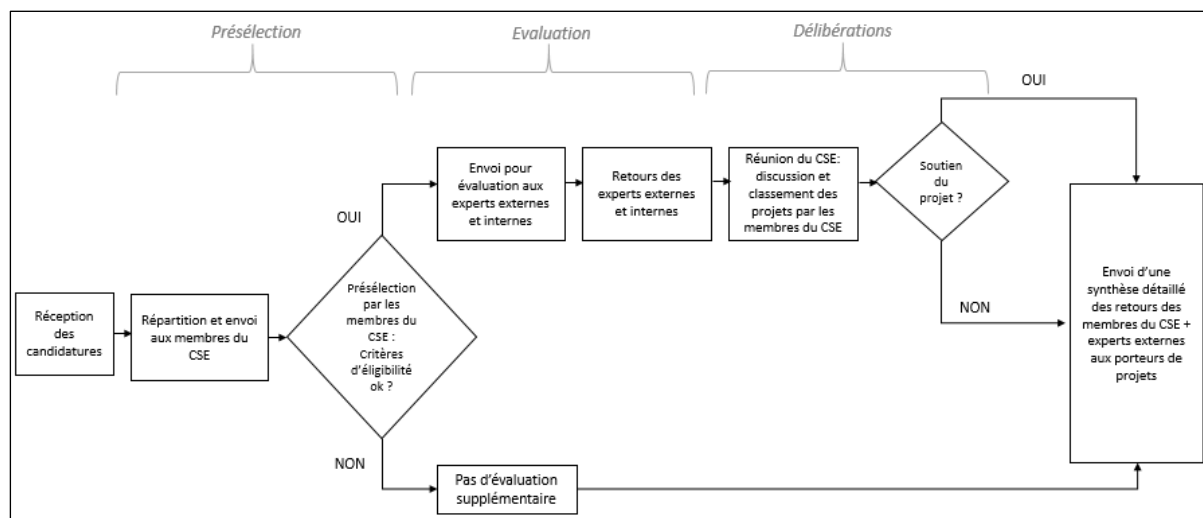 Présélection
Evaluation
Délibérations
Réception
des
candidatures
Répartition et envoi
aux membres du
CSE
Présélection
par les
membres du
CSE :
Critères
d'éligibilité
ok ?
OUI
NON
Envoi pour
évaluation aux
experts externes
et internes
Retours des
experts externes
et internes
Réunion du CSE:
discussion et
classement des
projets par les
membres du CSE
Soutien
du
projet ?
OUI
NON
Pas d'évaluation
supplémentaire
Envoi d'une
synthèse détaillé
des retours des
membres du CSE +
experts externes
aux porteurs de
projets